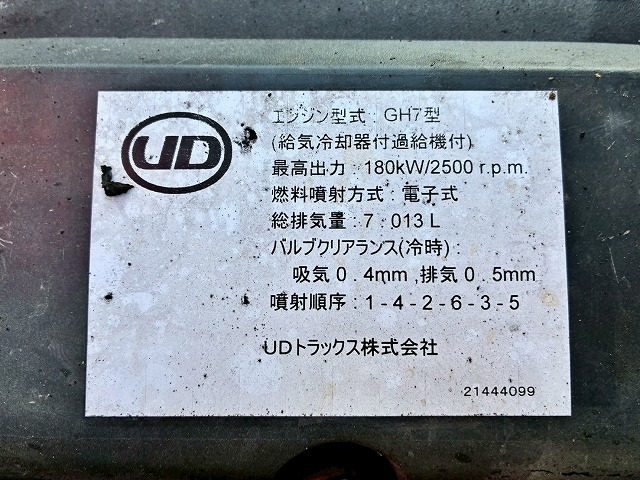 UD
エンジン型式 : GH7型
(給気冷却器付過給機付)
最高出力 : 180kW/2500 r.p.m.
燃料噴射方式 : 電子式
総排気量 : 7 . 013 L
バルブクリアランス(冷時) :
吸気 0 . 4mm ,排気 0 . 5mm
噴射順序 : 1 - 4 - 2 - 6 - 3 - 5
UDトラックス株式会社
21444099